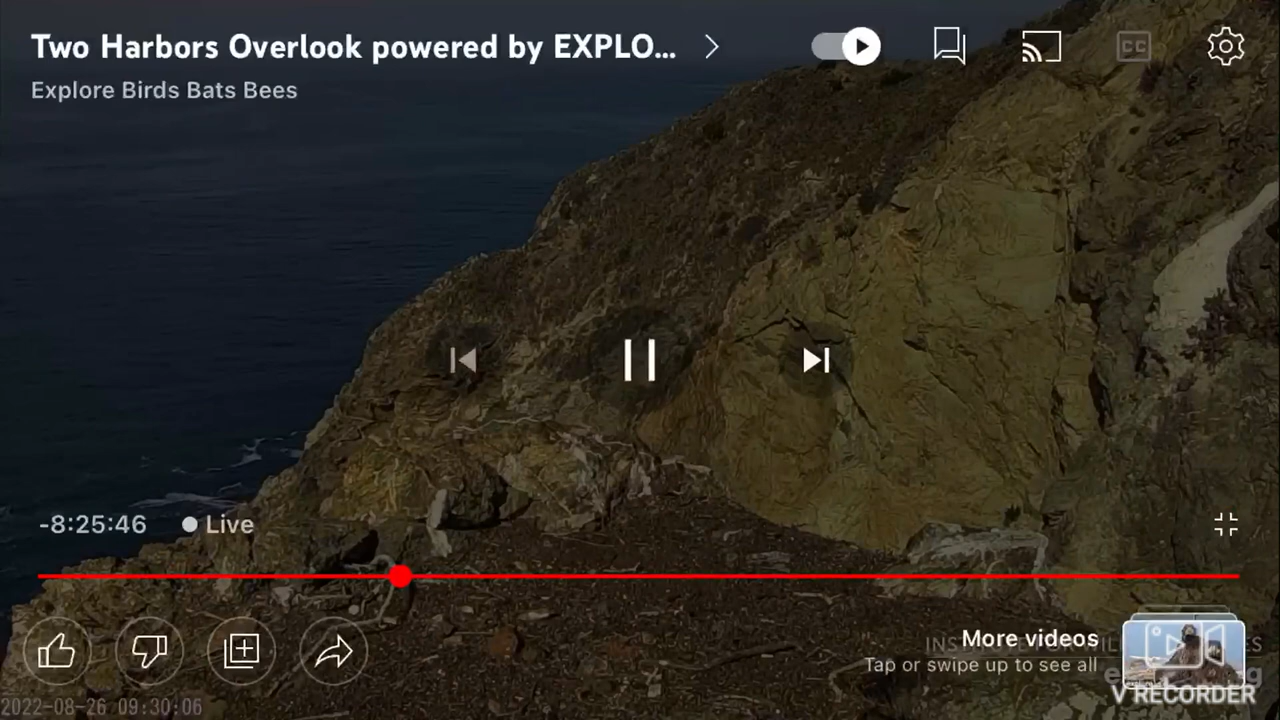 Two Harbors Overlook powered by EXPLO...
Explore Birds Bats Bees
CC
-8:25:46
Live
More videos
Tap or swipe up to see all
V RECORDER
2022-08-26 09:30:06